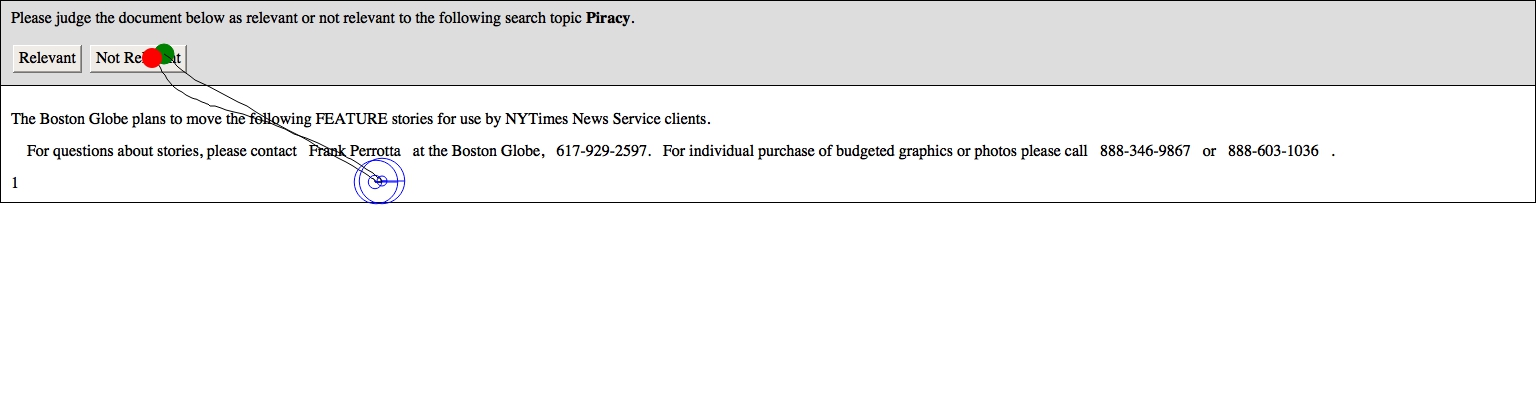 Please judge the document below as relevant or not relevant to the following search topic Piracy.
Relevant Not Relevant
The Boston Globe plans to move the following FEATURE stories for use by NYTimes News Service clients.
For questions about stories, please contact Frank Perrotta at the Boston Globe, 617-929-2597. For individual purchase of budgeted graphics or photos please call 888-346-9867 or 888-603-1036 .
1